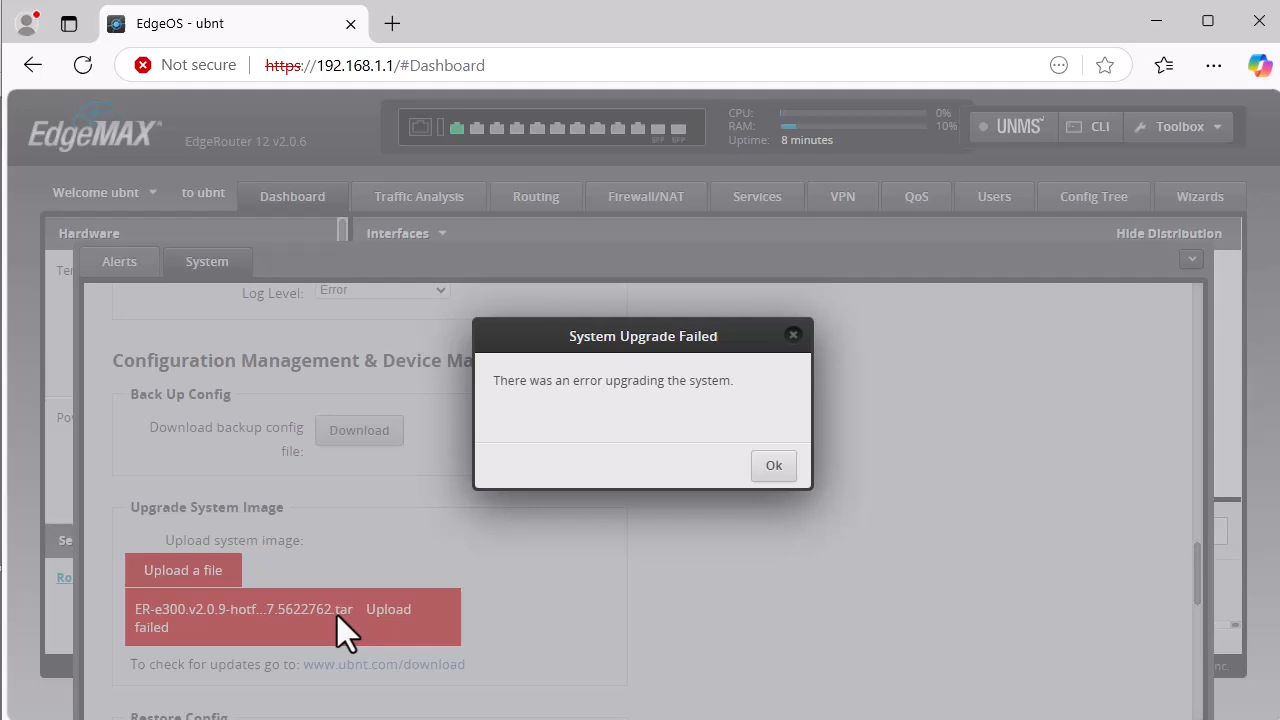 EdgeOS - ubnt
Not secure
https://192.168.1.1/#Dashboard
EdgeMAX®
EdgeRouter 12 v2.0.6
CPU: 0%
RAM: 10%
Uptime: 8 minutes
UNMS
CLI
Toolbox
Welcome ubnt
to ubnt
Dashboard
Traffic Analysis
Routing
Firewall/NAT
Services
VPN
QoS
Users
Config Tree
Wizards
Hardware
Interfaces
Hide Distribution
Alerts
System
Log Level: Error
Configuration Management & Device Ma
Back Up Config
Download backup config
file:
Download
Upgrade System Image
Upload system image:
Upload a file
ER-e300.v2.0.9-hotf...7.5622762.tar Upload
failed
To check for updates go to: www.ubnt.com/download
Restore Config
System Upgrade Failed
There was an error upgrading the system.
Ok